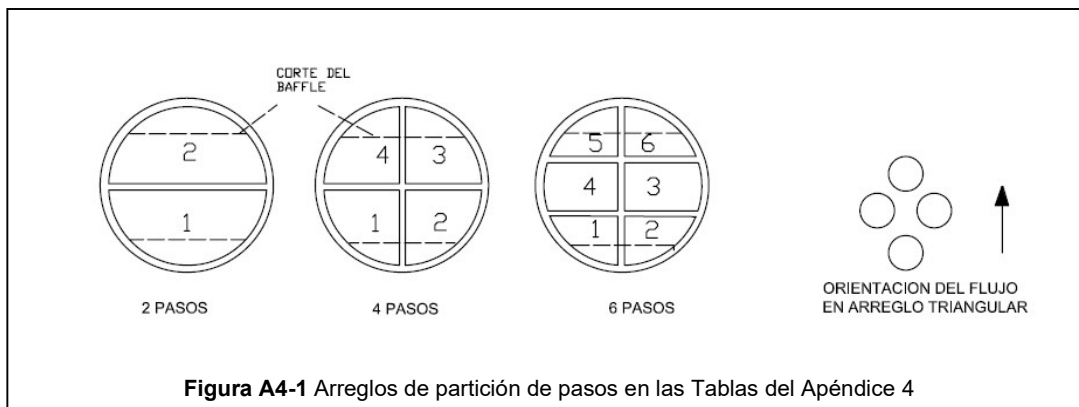 CORTE DEL
BAFFLE
2
1
4 3
1 2
5 6
4 3
1 2
2 PASOS
4 PASOS
6 PASOS
ORIENTACION DEL FLUJO
EN ARREGLO TRIANGULAR
Figura A4-1 Arreglos de partición de pasos en las Tablas del Apéndice 4